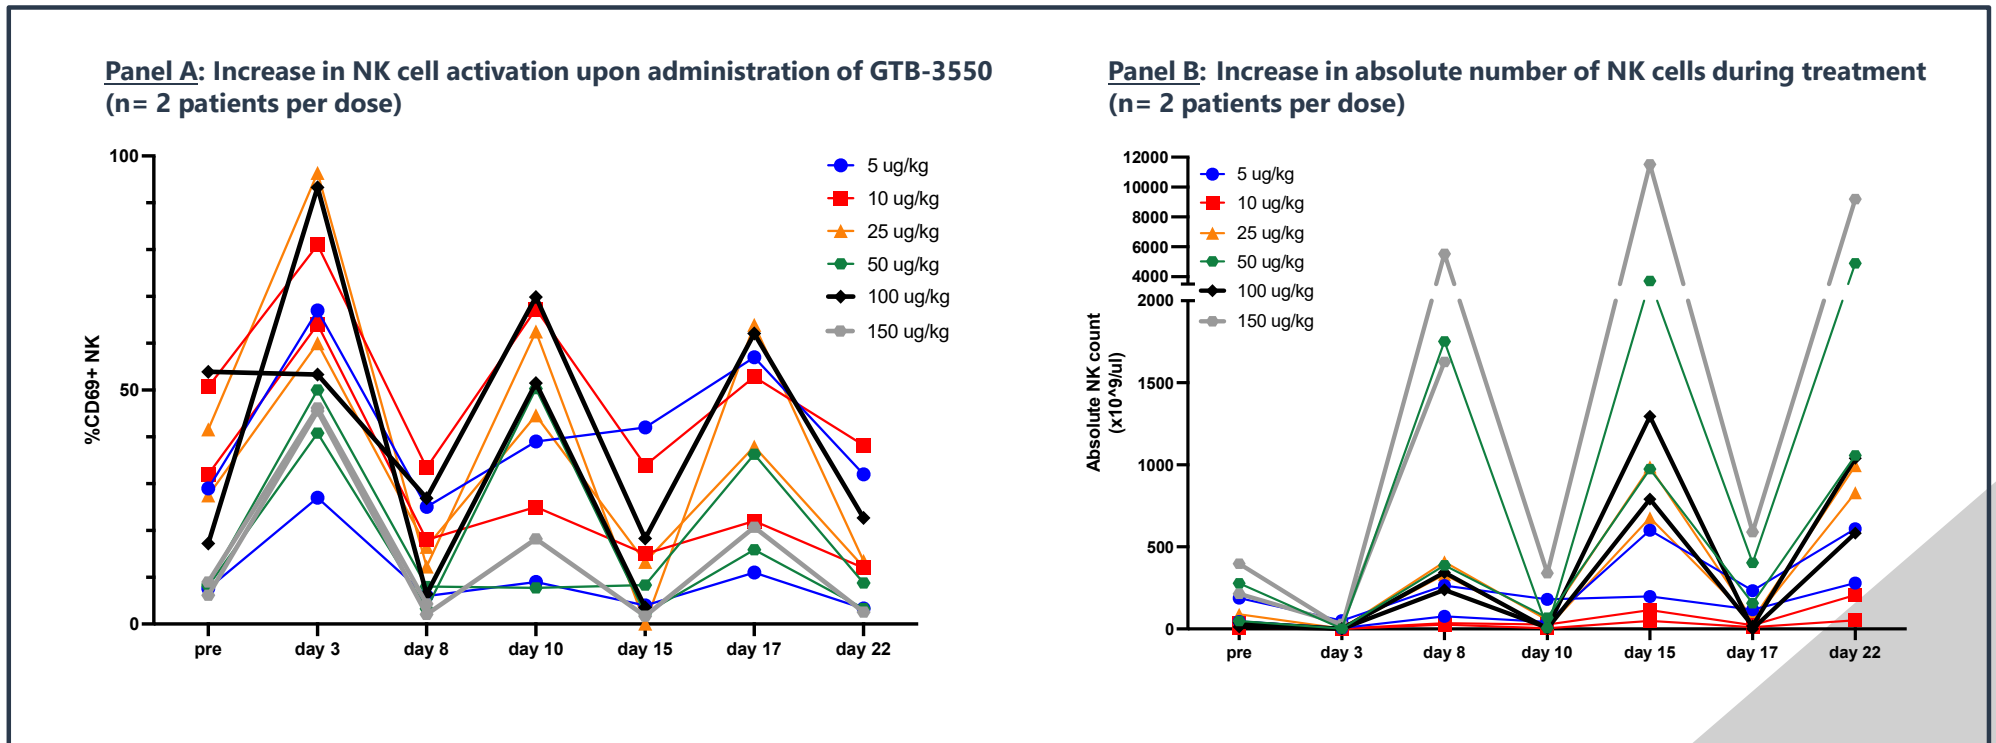 Panel A: Increase in NK cell activation upon administration of GTB-3550
(n= 2 patients per dose)
100
50
0
%CD69+ NK
pre
day 3
day 8
day 10
day 15
day 17
day 22
5 ug/kg
10 ug/kg
25 ug/kg
50 ug/kg
100 ug/kg
150 ug/kg
Panel B: Increase in absolute number of NK cells during treatment
(n= 2 patients per dose)
12000
10000
8000
6000
4000
2000
1500
1000
500
0
Absolute NK count
(x10^9/ul)
5 ug/kg
10 ug/kg
25 ug/kg
50 ug/kg
100 ug/kg
150 ug/kg
pre
day 3
day 8
day 10
day 15
day 17
day 22